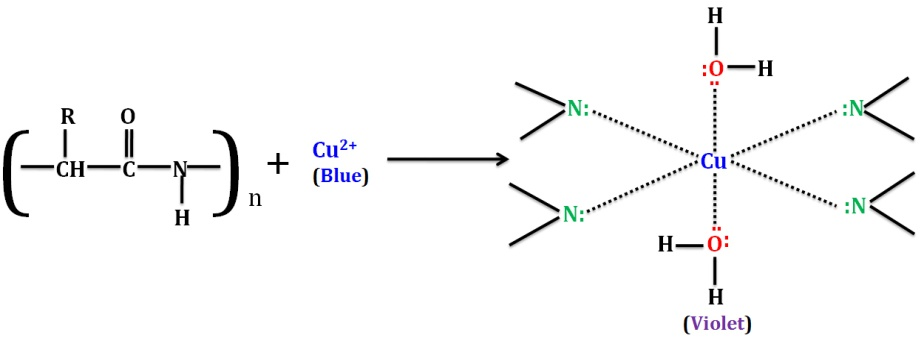 H
:O—H
N: :N
R O
( —CH—C—N— )n + Cu2+ Cu
(Blue)
H
N: :N
H—O:
H
(Violet)